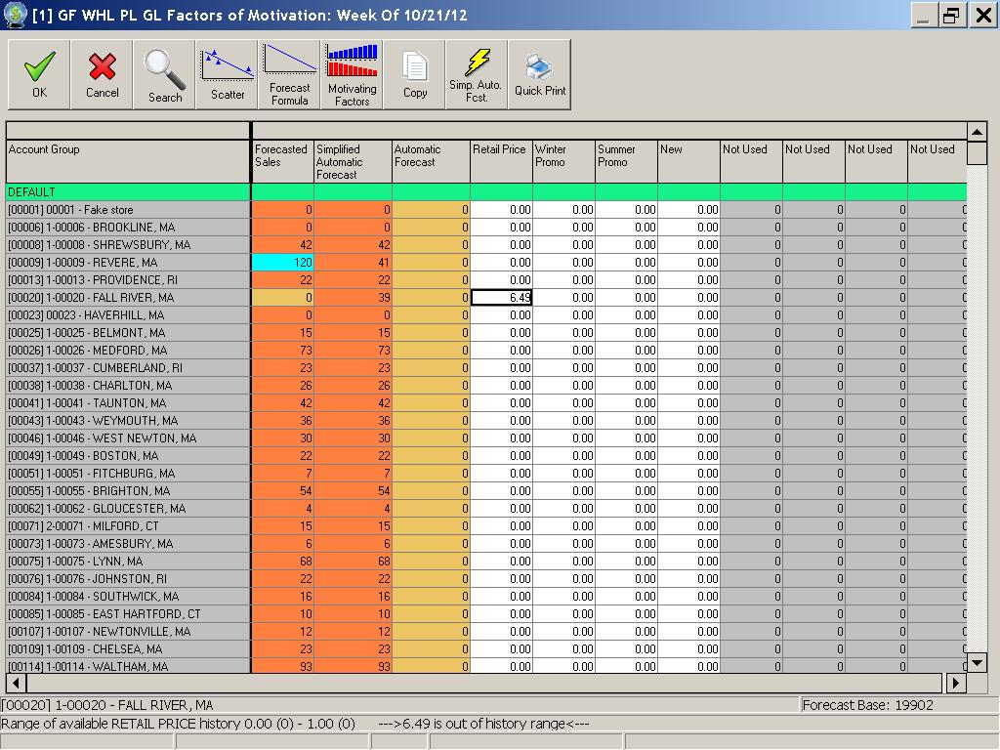 [1] GF WHL PL GL Factors of Motivation: Week Of 10/21/12
OK Cancel Search Scatter Forecast Formula Motivating Factors Copy Simp. Auto. Fcst. Quick Print
Account Group Forecasted Sales Simplified Automatic Forecast Automatic Forecast Retail Price Winter Promo Summer Promo New Not Used Not Used Not Used Not Used
DEFAULT
[00001] 00001 - Fake store 0 0 0 0.00 0.00 0.00 0.00 0 0 0
[00006] 1-00006 - BROOKLINE, MA 0 0 0 0.00 0.00 0.00 0.00 0 0 0
[00008] 1-00008 - SHREWSBURY, MA 42 42 0 0.00 0.00 0.00 0.00 0 0 0
[00009] 1-00009 - REVERE, MA 120 41 0 0.00 0.00 0.00 0.00 0 0 0
[00013] 1-00013 - PROVIDENCE, RI 22 22 0 0.00 0.00 0.00 0.00 0 0 0
[00020] 1-00020 - FALL RIVER, MA 0 39 0 6.49 0.00 0.00 0.00 0 0 0
[00023] 00023 - HAVERHILL, MA 0 0 0 0.00 0.00 0.00 0.00 0 0 0
[00025] 1-00025 - BELMONT, MA 15 15 0 0.00 0.00 0.00 0.00 0 0 0
[00026] 1-00026 - MEDFORD, MA 73 73 0 0.00 0.00 0.00 0.00 0 0 0
[00037] 1-00037 - CUMBERLAND, RI 23 23 0 0.00 0.00 0.00 0.00 0 0 0
[00038] 1-00038 - CHARLTON, MA 26 26 0 0.00 0.00 0.00 0.00 0 0 0
[00041] 1-00041 - TAUNTON, MA 42 42 0 0.00 0.00 0.00 0.00 0 0 0
[00043] 1-00043 - WEYMOUTH, MA 36 36 0 0.00 0.00 0.00 0.00 0 0 0
[00046] 1-00046 - WEST NEWTON, MA 30 30 0 0.00 0.00 0.00 0.00 0 0 0
[00049] 1-00049 - BOSTON, MA 22 22 0 0.00 0.00 0.00 0.00 0 0 0
[00051] 1-00051 - FITCHBURG, MA 7 7 0 0.00 0.00 0.00 0.00 0 0 0
[00055] 1-00055 - BRIGHTON, MA 54 54 0 0.00 0.00 0.00 0.00 0 0 0
[00062] 1-00062 - GLOUCESTER, MA 4 4 0 0.00 0.00 0.00 0.00 0 0 0
[00071] 2-00071 - MILFORD, CT 15 15 0 0.00 0.00 0.00 0.00 0 0 0
[00073] 1-00073 - AMESBURY, MA 6 6 0 0.00 0.00 0.00 0.00 0 0 0
[00075] 1-00075 - LYNN, MA 68 68 0 0.00 0.00 0.00 0.00 0 0 0
[00076] 1-00076 - JOHNSTON, RI 22 22 0 0.00 0.00 0.00 0.00 0 0 0
[00084] 1-00084 - SOUTHWICK, MA 16 16 0 0.00 0.00 0.00 0.00 0 0 0
[00085] 1-00085 - EAST HARTFORD, CT 10 10 0 0.00 0.00 0.00 0.00 0 0 0
[00107] 1-00107 - NEWTONVILLE, MA 12 12 0 0.00 0.00 0.00 0.00 0 0 0
[00109] 1-00109 - CHELSEA, MA 23 23 0 0.00 0.00 0.00 0.00 0 0 0
[00114] 1-00114 - WALTHAM, MA 93 93 0 0.00 0.00 0.00 0.00 0 0 0
[00020] 1-00020 - FALL RIVER, MA Forecast Base: 19902
Range of available RETAIL PRICE history 0.00 (0) - 1.00 (0) --->6.49 is out of history range<---